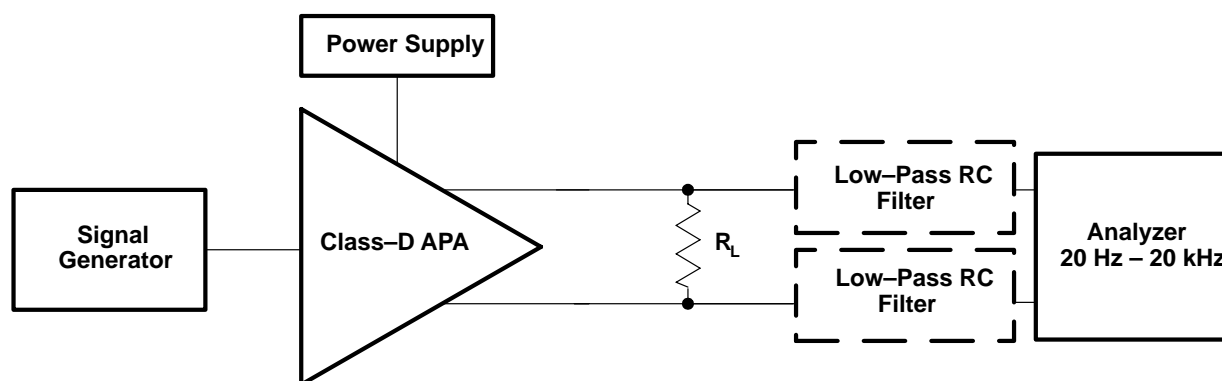 Power Supply
Signal
Generator
Class–D APA
R_L
Low–Pass RC
Filter
Low–Pass RC
Filter
Analyzer
20 Hz – 20 kHz